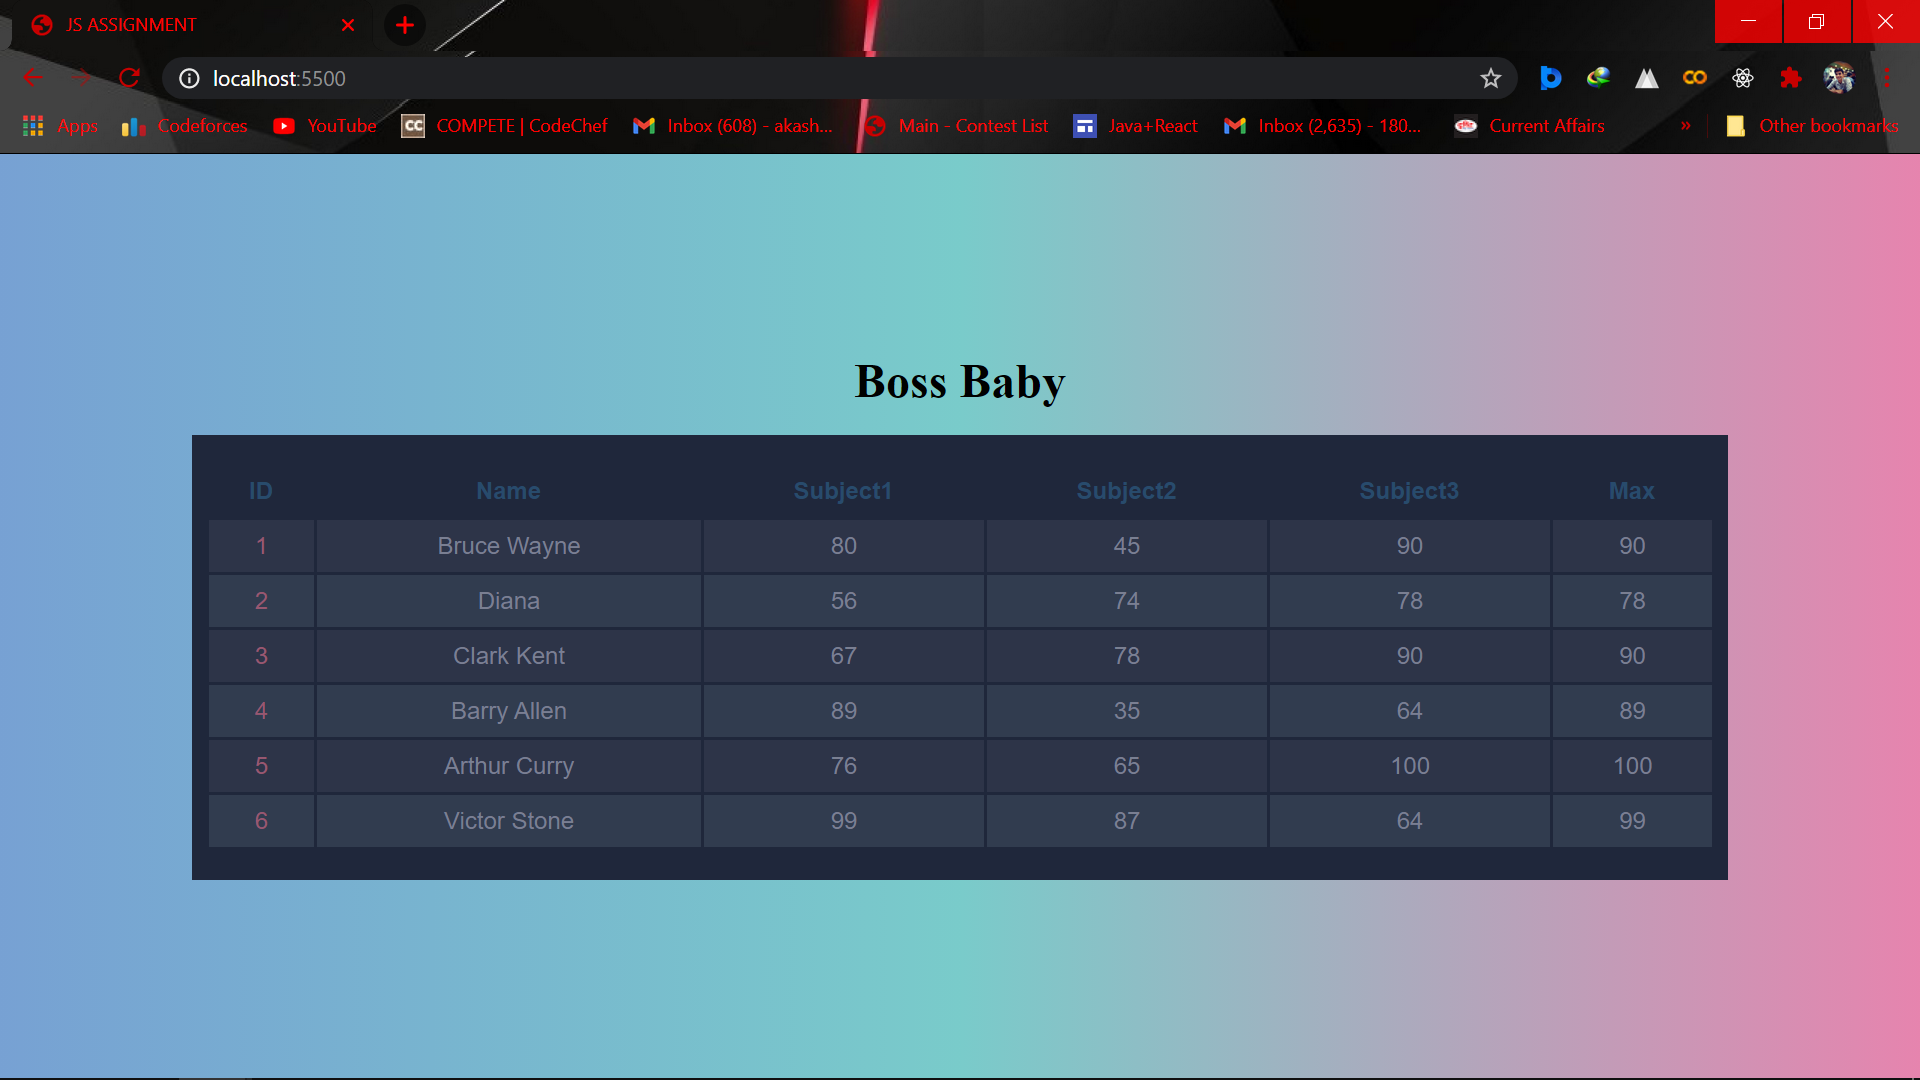 JS ASSIGNMENT
localhost:5500
Apps Codeforces YouTube CC COMPETE | CodeChef Inbox (608) - akash... Main - Contest List Java+React Inbox (2,635) - 180... Current Affairs » Other bookmarks
Boss Baby
ID Name Subject1 Subject2 Subject3 Max
1 Bruce Wayne 80 45 90 90
2 Diana 56 74 78 78
3 Clark Kent 67 78 90 90
4 Barry Allen 89 35 64 89
5 Arthur Curry 76 65 100 100
6 Victor Stone 99 87 64 99